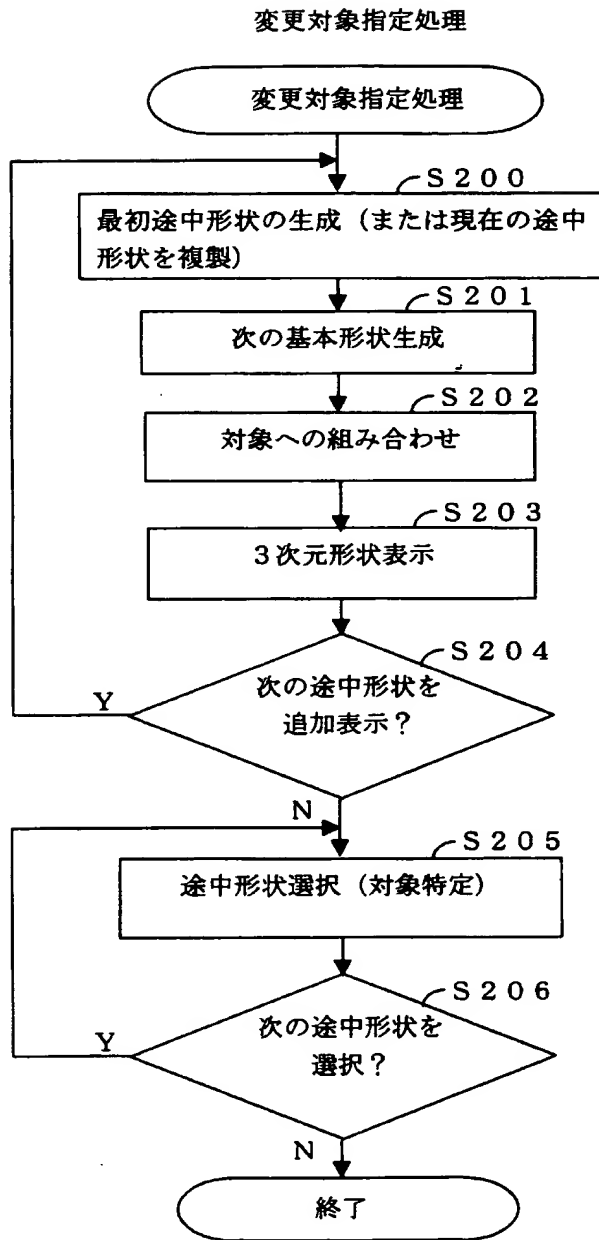 変更対象指定処理
変更対象指定処理
S200
最初途中形状の生成（または現在の途中
形状を複製）
S201
次の基本形状生成
S202
対象への組み合わせ
S203
3次元形状表示
S204
次の途中形状を
追加表示？
Y
N
S205
途中形状選択（対象特定）
S206
次の途中形状を
選択？
Y
N
終了